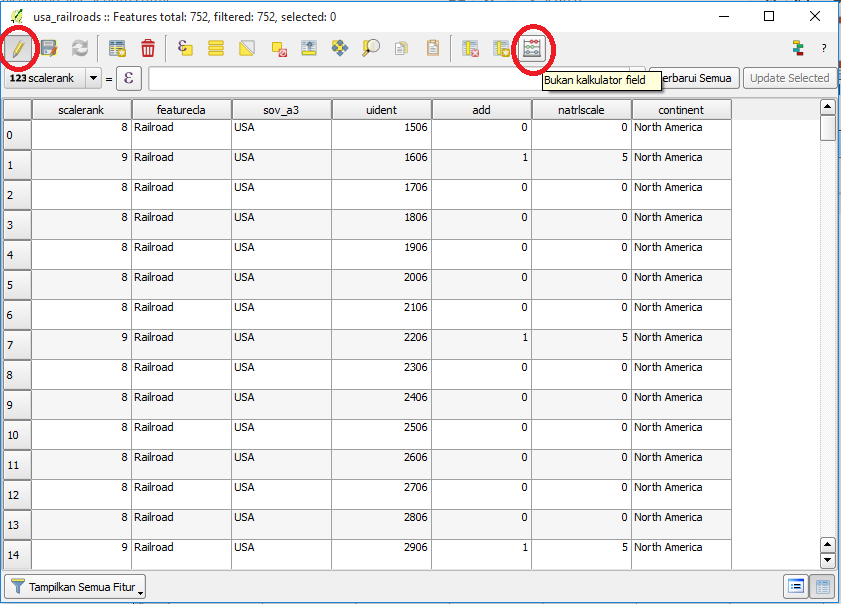 usa_railroads :: Features total: 752, filtered: 752, selected: 0
?
123 scalerank = ε erbarui Semua Update Selected
Bukan kalkulator field
scalerank featurecla sov_a3 uident add natrlscale continent
0 8 Railroad USA 1506 0 0 North America
1 9 Railroad USA 1606 1 5 North America
2 8 Railroad USA 1706 0 0 North America
3 8 Railroad USA 1806 0 0 North America
4 8 Railroad USA 1906 0 0 North America
5 8 Railroad USA 2006 0 0 North America
6 8 Railroad USA 2106 0 0 North America
7 9 Railroad USA 2206 1 5 North America
8 8 Railroad USA 2306 0 0 North America
9 8 Railroad USA 2406 0 0 North America
10 8 Railroad USA 2506 0 0 North America
11 8 Railroad USA 2606 0 0 North America
12 8 Railroad USA 2706 0 0 North America
13 8 Railroad USA 2806 0 0 North America
14 9 Railroad USA 2906 1 5 North America
Tampilkan Semua Fitur